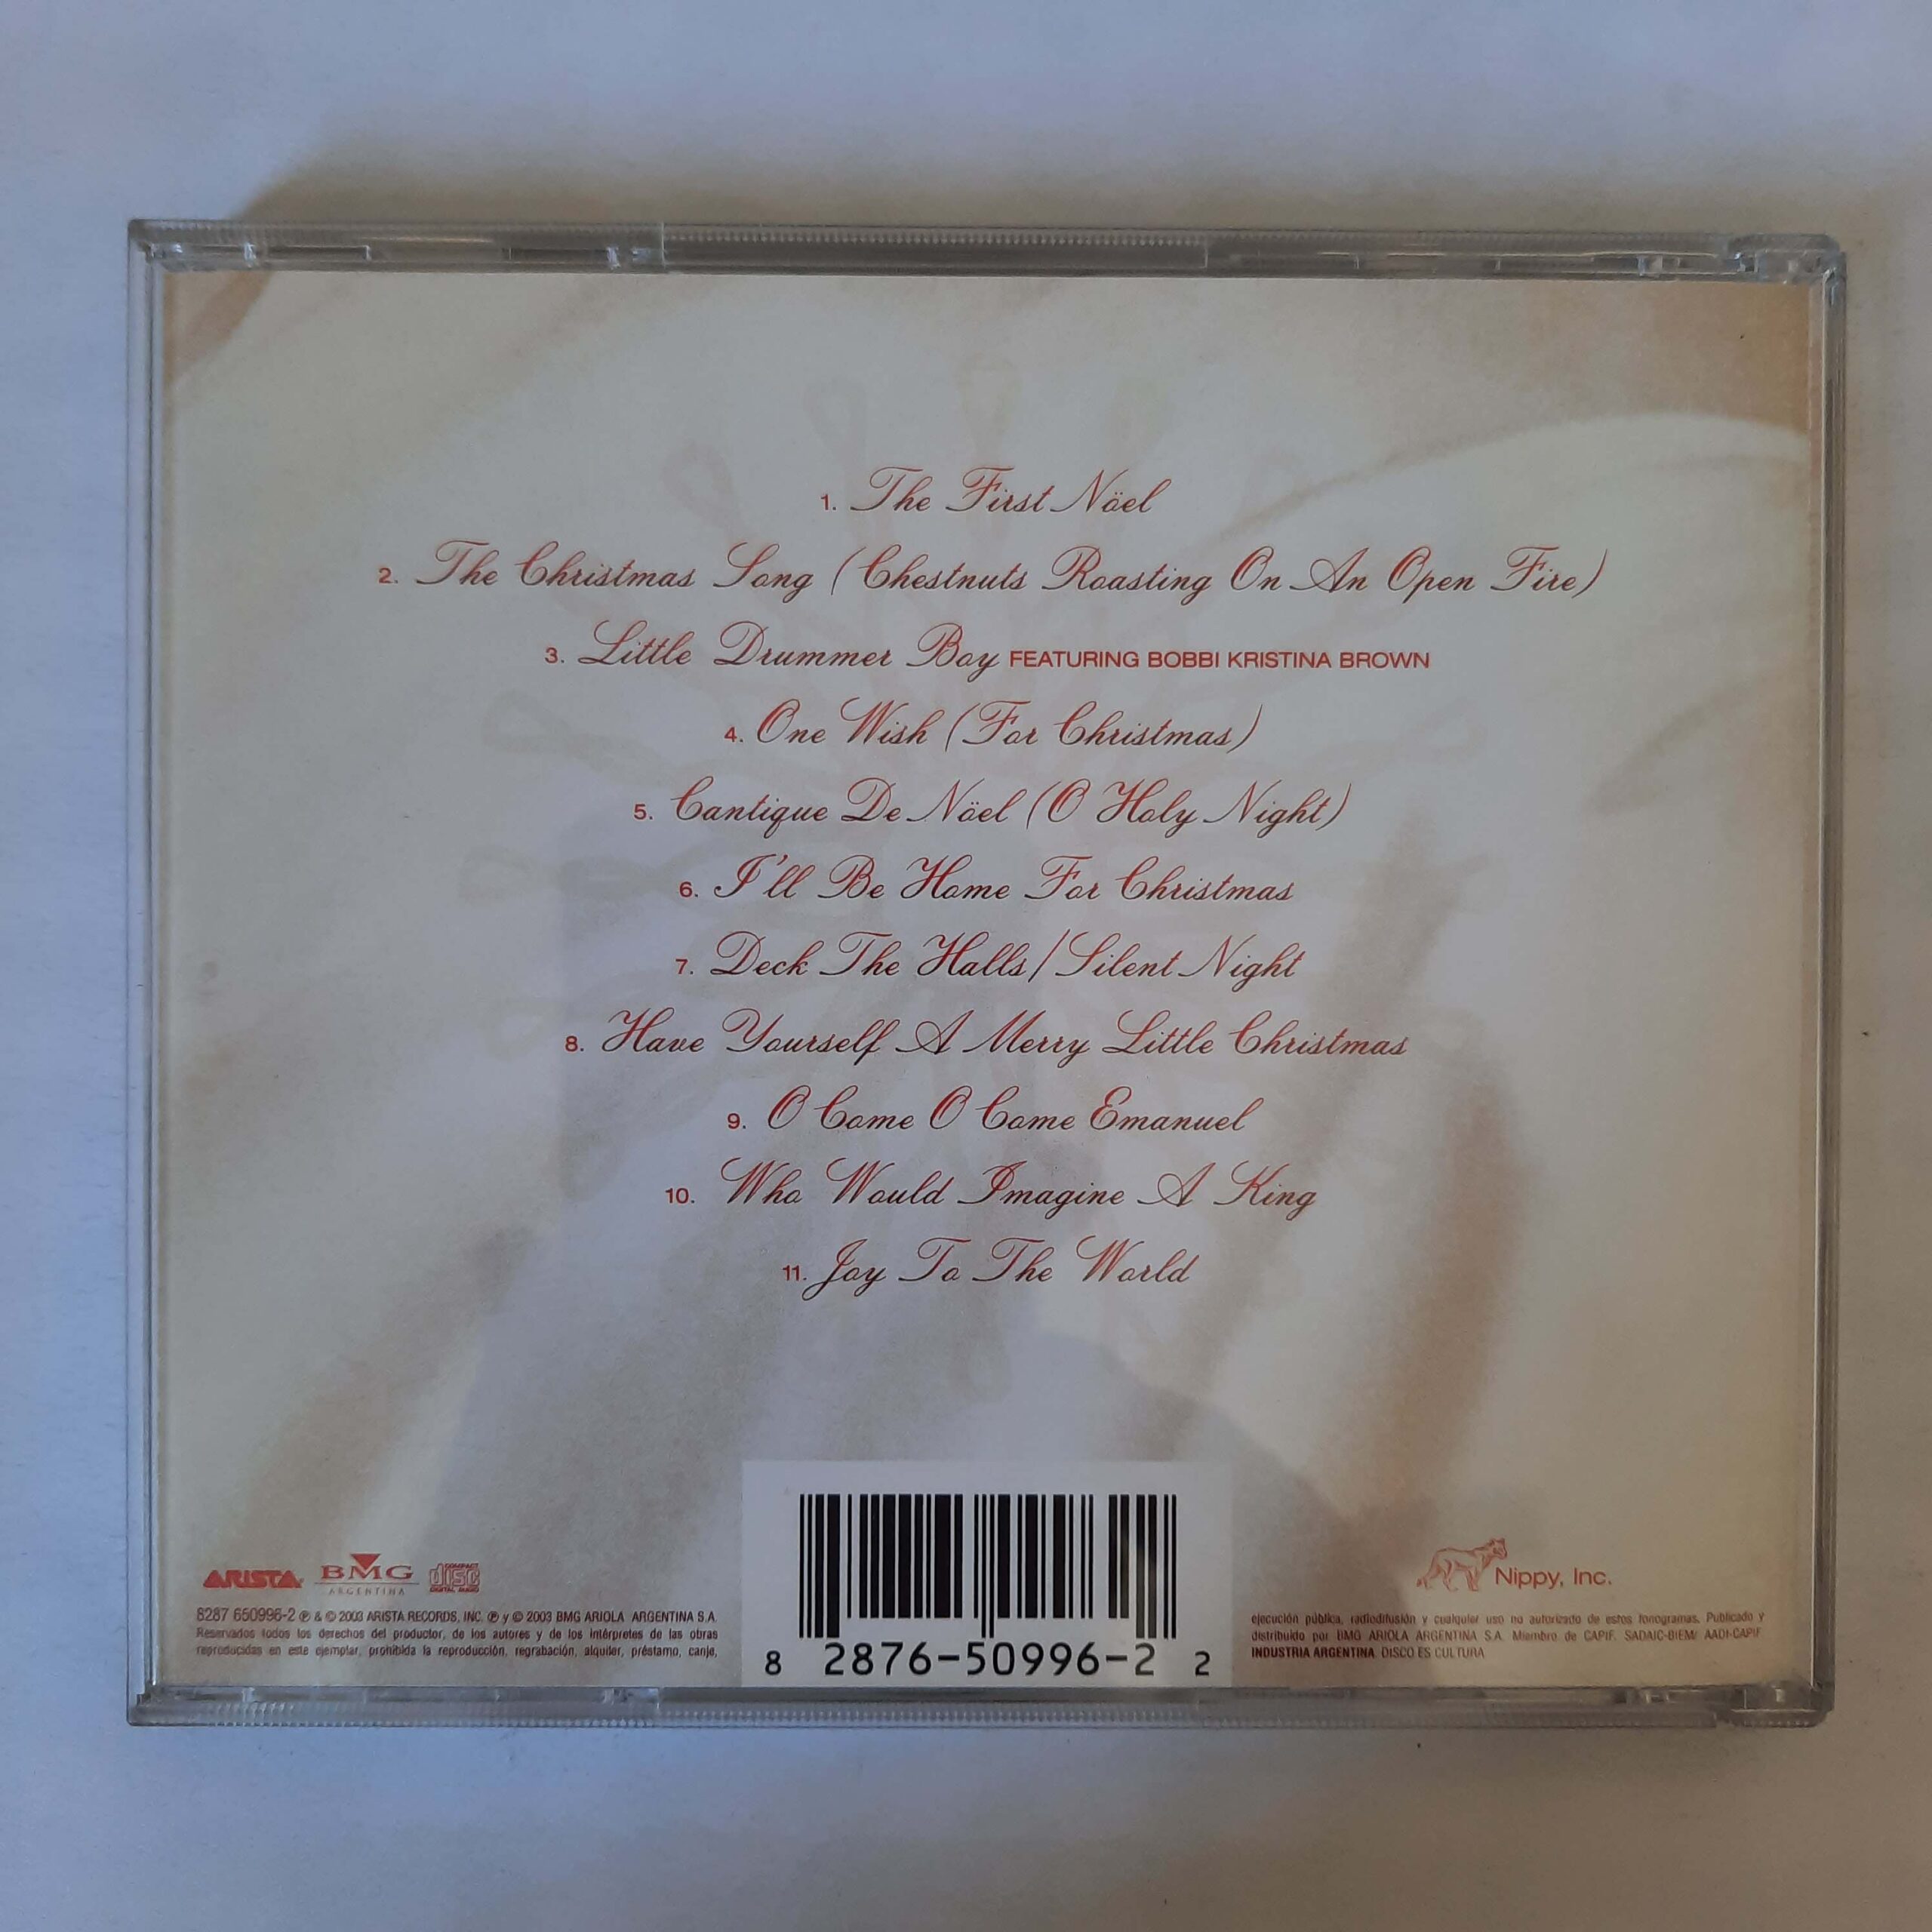 1. The First Nöel
2. The Christmas Song (Chestnuts Roasting On An Open Fire)
3. Little Drummer Boy FEATURING BOBBI KRISTINA BROWN
4. One Wish (For Christmas)
5. Cantique De Nöel (O Holy Night)
6. I'll Be Home For Christmas
7. Deck The Halls/Silent Night
8. Have Yourself A Merry Little Christmas
9. O Come O Come Emanuel
10. Who Would Imagine A King
11. Joy To The World
ARISTA
BMG
ARGENTINA
COMPACT
disc
DIGITAL AUDIO
8287 650996-2 ℗ & © 2003 ARISTA RECORDS, INC. ℗ y © 2003 BMG ARIOLA ARGENTINA S.A.
Reservados todos los derechos del productor, de los autores y de los intérpretes de las obras
reproducidas en este ejemplar, prohibida la reproducción, regrabación, alquiler, préstamo, canje,
8 2876-50996-2 2
Nippy, Inc.
ejecución pública, radiodifusión y cualquier uso no autorizado de estos fonogramas. Publicado y
distribuido por BMG ARIOLA ARGENTINA S.A. Miembro de CAPIF. SADAIC-BIEM/ AADI-CAPIF
INDUSTRIA ARGENTINA DISCO ES CULTURA